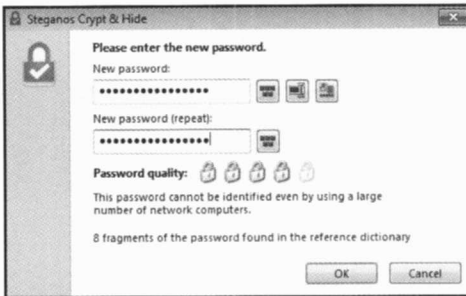 Steganos Crypt & Hide
Please enter the new password.
New password:
••••••••••••••••
New password (repeat):
••••••••••••••••
Password quality:
This password cannot be identified even by using a large
number of network computers.
8 fragments of the password found in the reference dictionary
OK Cancel